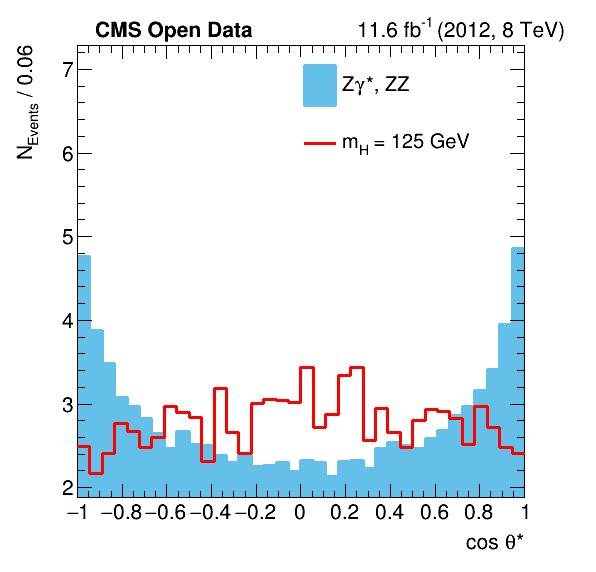 CMS Open Data
11.6 fb⁻¹ (2012, 8 TeV)
N_Events / 0.06
Zγ*, ZZ
m_H = 125 GeV
7
6
5
4
3
2
−1 −0.8 −0.6 −0.4 −0.2 0 0.2 0.4 0.6 0.8 1
cos θ*